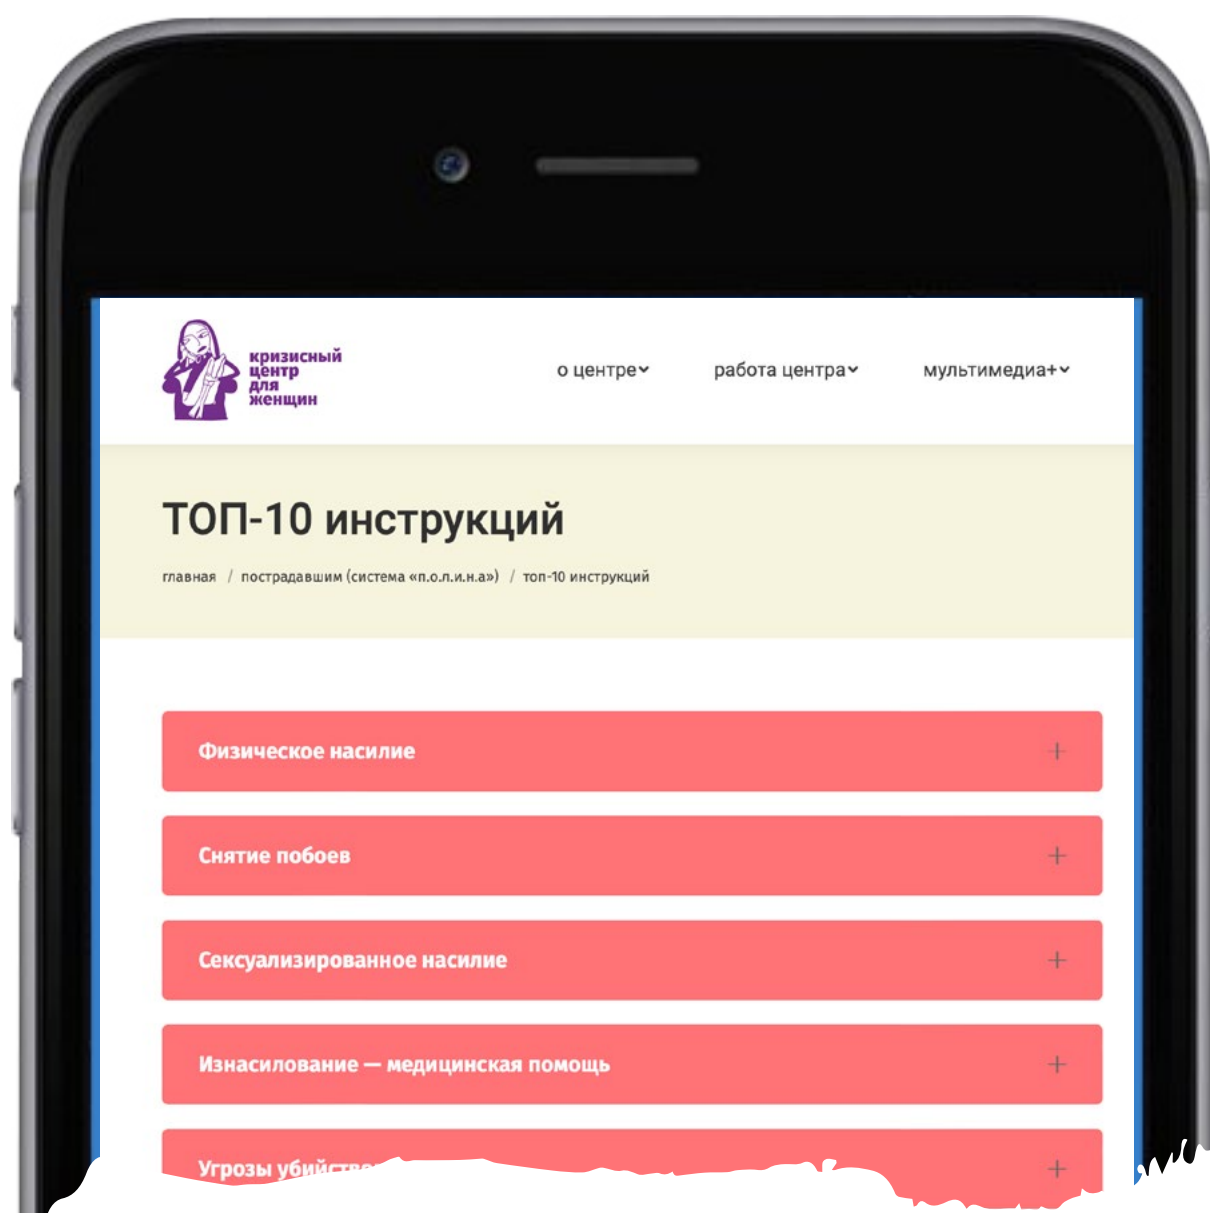 кризисный
центр
для
женщин
о центре
работа центра
мультимедиа+
ТОП-10 инструкций
главная / пострадавшим (система «п.о.л.и.н.а») / топ-10 инструкций
Физическое насилие
Снятие побоев
Сексуализированное насилие
Изнасилование — медицинская помощь
Угрозы